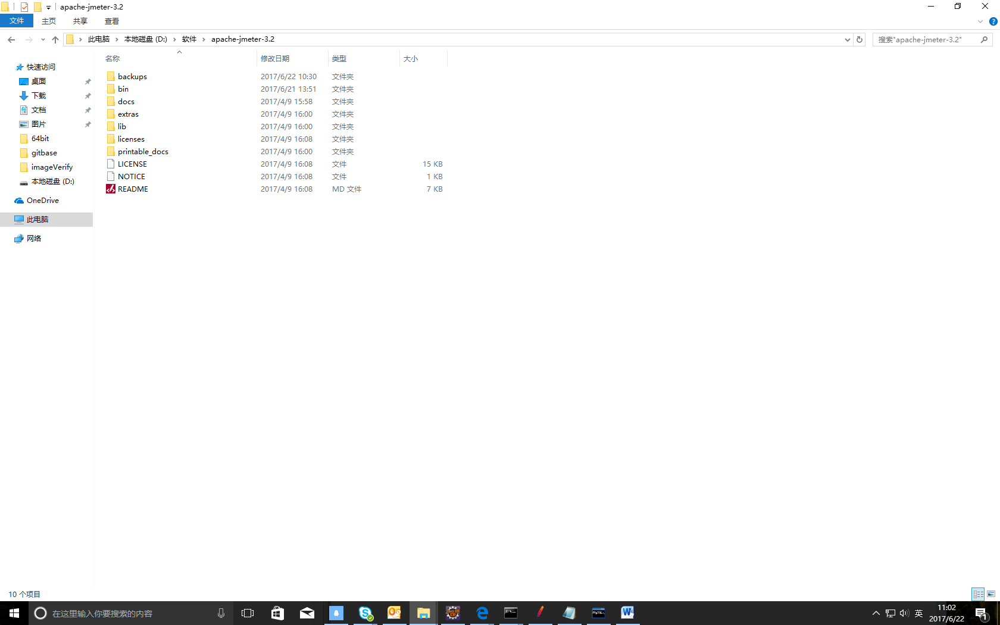 apache-jmeter-3.2
文件 主页 共享 查看
此电脑 本地磁盘 (D:) 软件 apache-jmeter-3.2 搜索"apache-jmeter-3.2"
名称 修改日期 类型 大小
快速访问
桌面
下载
文档
图片
64bit
gitbase
imageVerify
本地磁盘 (D:)
OneDrive
此电脑
网络
backups 2017/6/22 10:30 文件夹
bin 2017/6/21 13:51 文件夹
docs 2017/4/9 15:58 文件夹
extras 2017/4/9 16:00 文件夹
lib 2017/4/9 16:00 文件夹
licenses 2017/4/9 16:08 文件夹
printable_docs 2017/4/9 16:00 文件夹
LICENSE 2017/4/9 16:08 文件 15 KB
NOTICE 2017/4/9 16:08 文件 1 KB
README 2017/4/9 16:08 MD 文件 7 KB
10 个项目
在这里输入你要搜索的内容
英
11:02
2017/6/22
1